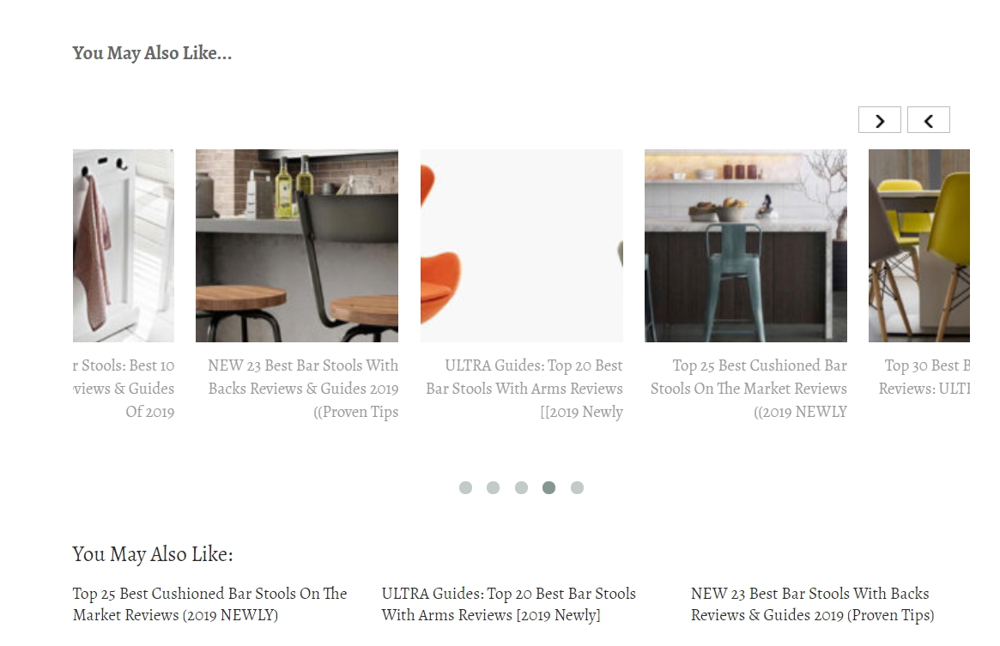 You May Also Like...
r Stools: Best 10
views & Guides
Of 2019
NEW 23 Best Bar Stools With
Backs Reviews & Guides 2019
((Proven Tips
ULTRA Guides: Top 20 Best
Bar Stools With Arms Reviews
[[2019 Newly
Top 25 Best Cushioned Bar
Stools On The Market Reviews
((2019 NEWLY
Top 30 Best B
Reviews: ULT
You May Also Like:
Top 25 Best Cushioned Bar Stools On The
Market Reviews (2019 NEWLY)
ULTRA Guides: Top 20 Best Bar Stools
With Arms Reviews [2019 Newly]
NEW 23 Best Bar Stools With Backs
Reviews & Guides 2019 (Proven Tips)